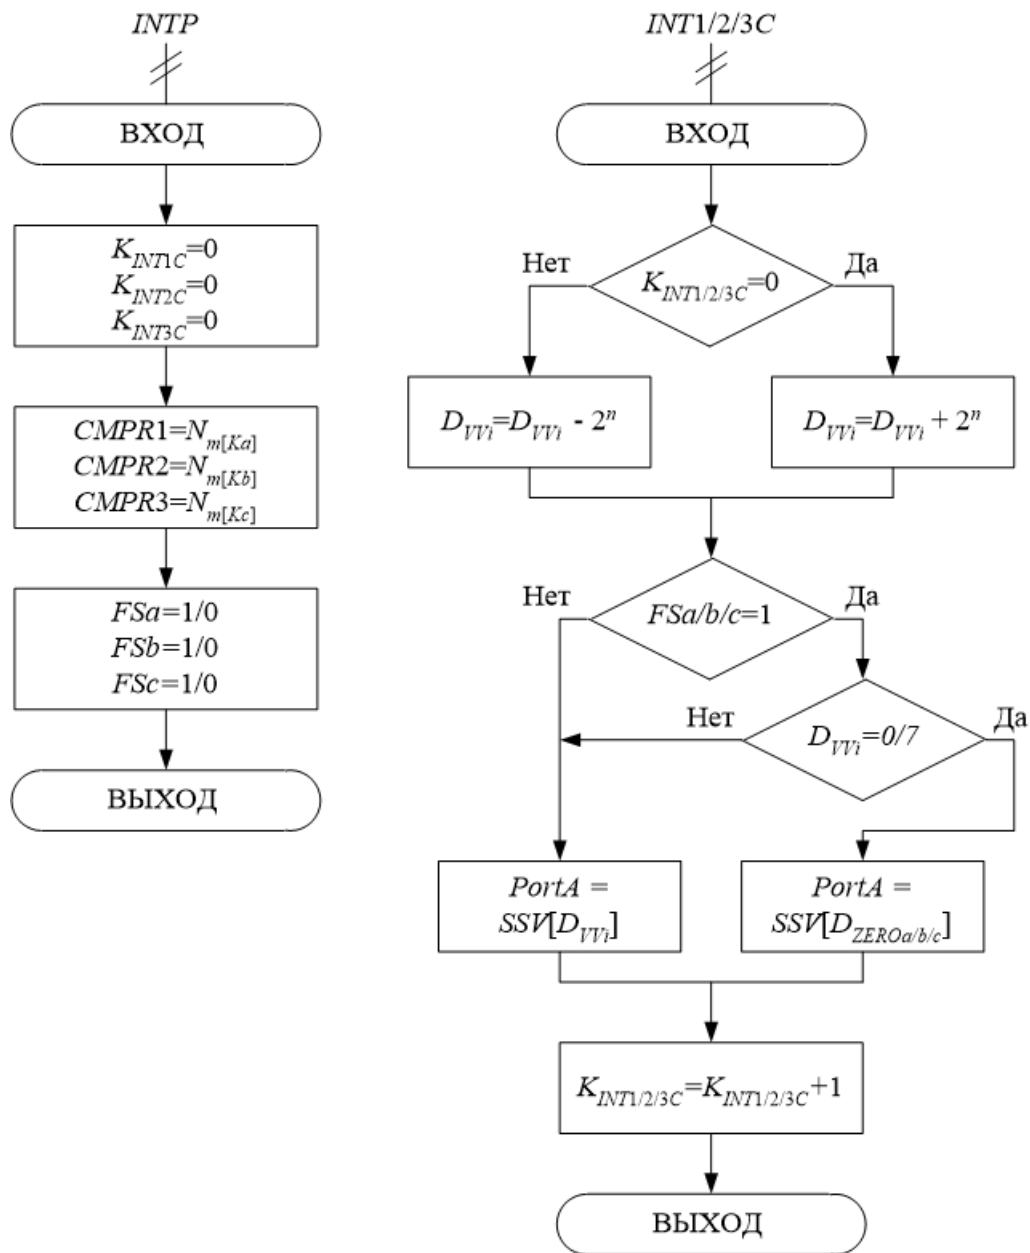 INTP
ВХОД
K_INT1C=0
K_INT2C=0
K_INT3C=0
CMPR1=N_m[Ka]
CMPR2=N_m[Kb]
CMPR3=N_m[Kc]
FSa=1/0
FSb=1/0
FSc=1/0
ВЫХОД
INT1/2/3C
ВХОД
Нет
Да
K_INT1/2/3C=0
D_VVi=D_VVi - 2^n
D_VVi=D_VVi + 2^n
Нет
Да
FSa/b/c=1
Нет
Да
D_VVi=0/7
PortA =
SSV[D_VVi]
PortA =
SSV[D_ZEROa/b/c]
K_INT1/2/3C=K_INT1/2/3C+1
ВЫХОД